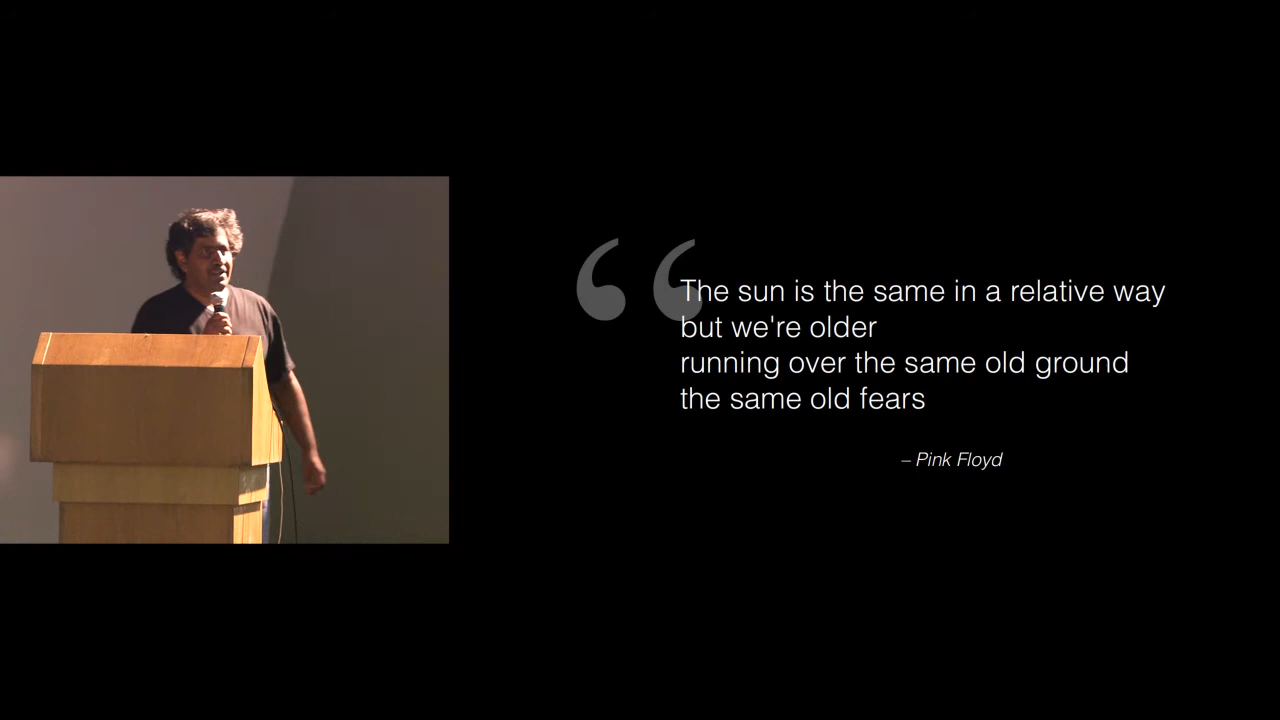 “
The sun is the same in a relative way
but we're older
running over the same old ground
the same old fears
– Pink Floyd